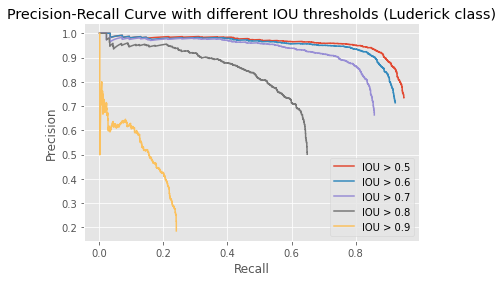 Precision-Recall Curve with different IOU thresholds (Luderick class)
1.0
0.9
0.8
0.7
0.6
0.5
0.4
0.3
0.2
Precision
IOU > 0.5
IOU > 0.6
IOU > 0.7
IOU > 0.8
IOU > 0.9
0.0 0.2 0.4 0.6 0.8
Recall